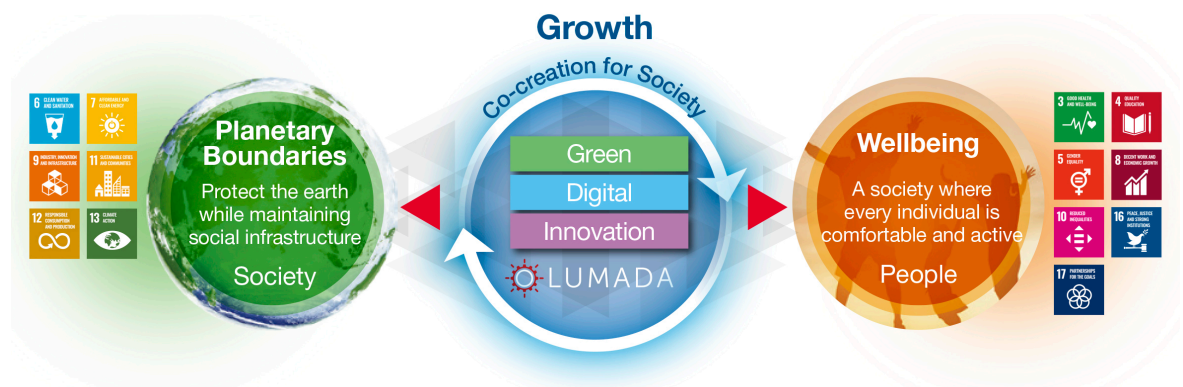 Growth
Co-creation for Society
6 CLEAN WATER
AND SANITATION
7 AFFORDABLE AND
CLEAN ENERGY
9 INDUSTRY, INNOVATION
AND INFRASTRUCTURE
11 SUSTAINABLE CITIES
AND COMMUNITIES
12 RESPONSIBLE
CONSUMPTION
AND PRODUCTION
13 CLIMATE
ACTION
Planetary
Boundaries
Protect the earth
while maintaining
social infrastructure
Society
Green
Digital
Innovation
LUMADA
Wellbeing
A society where
every individual is
comfortable and active
People
3 GOOD HEALTH
AND WELL-BEING
4 QUALITY
EDUCATION
5 GENDER
EQUALITY
8 DECENT WORK AND
ECONOMIC GROWTH
10 REDUCED
INEQUALITIES
16 PEACE, JUSTICE
AND STRONG
INSTITUTIONS
17 PARTNERSHIPS
FOR THE GOALS